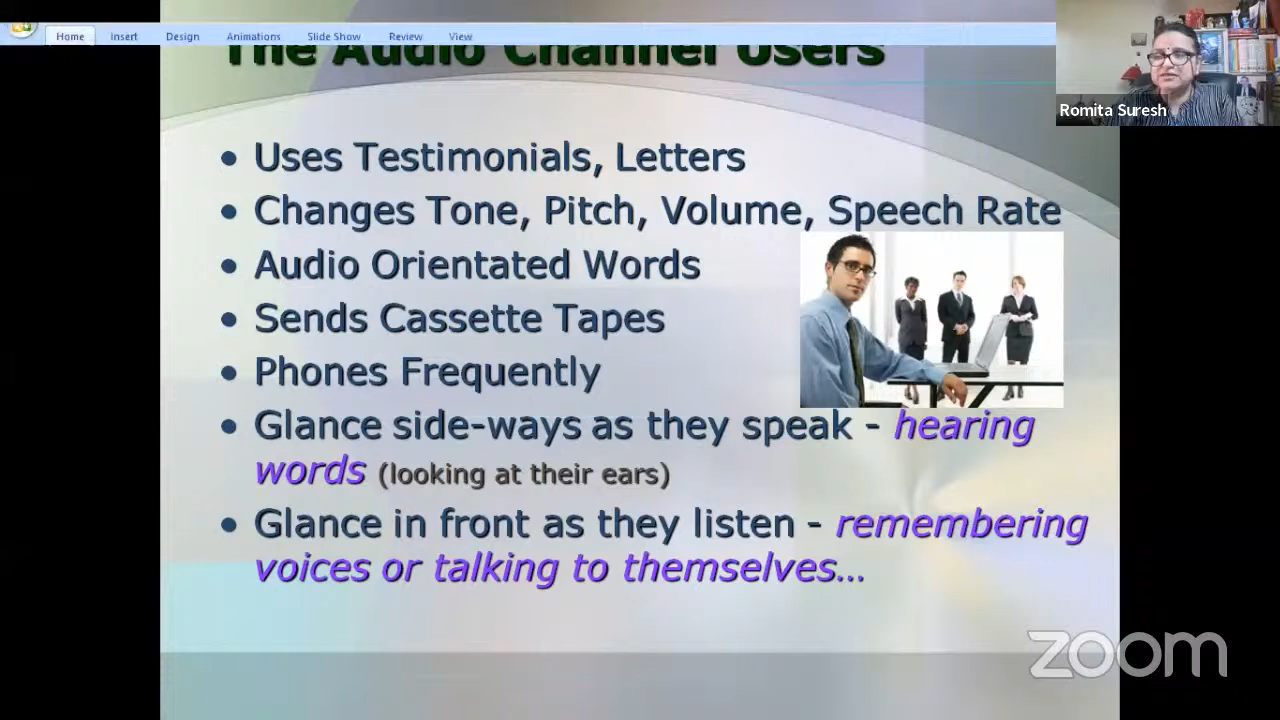 Home Insert Design Animations Slide Show Review View
The Audio Channel Users
Romita Suresh
• Uses Testimonials, Letters
• Changes Tone, Pitch, Volume, Speech Rate
• Audio Orientated Words
• Sends Cassette Tapes
• Phones Frequently
• Glance side-ways as they speak - hearing
words (looking at their ears)
• Glance in front as they listen - remembering
voices or talking to themselves...
zoom